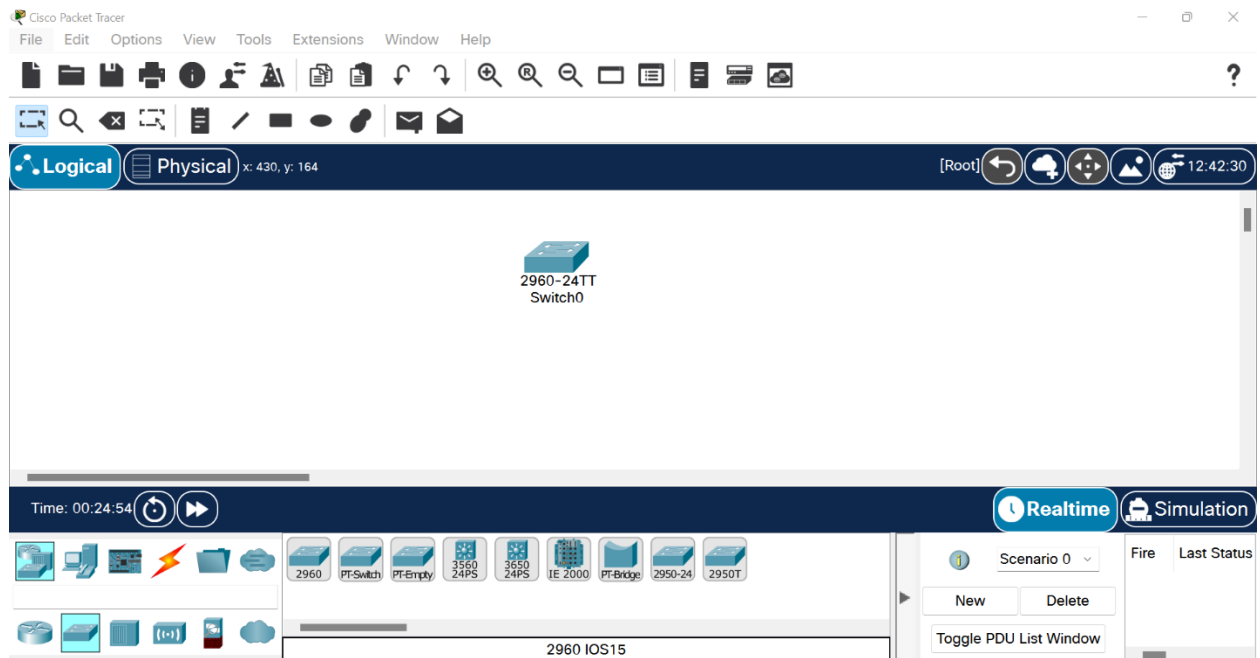 Cisco Packet Tracer
File Edit Options View Tools Extensions Window Help
?
Logical Physical x: 430, y: 164 [Root] 12:42:30
2960-24TT
Switch0
Time: 00:24:54 Realtime Simulation
2960 PT-Switch PT-Empty 3560 24PS 3650 24PS IE 2000 PT-Bridge 2950-24 2950T
Scenario 0 Fire Last Status
New Delete
Toggle PDU List Window
2960 IOS15